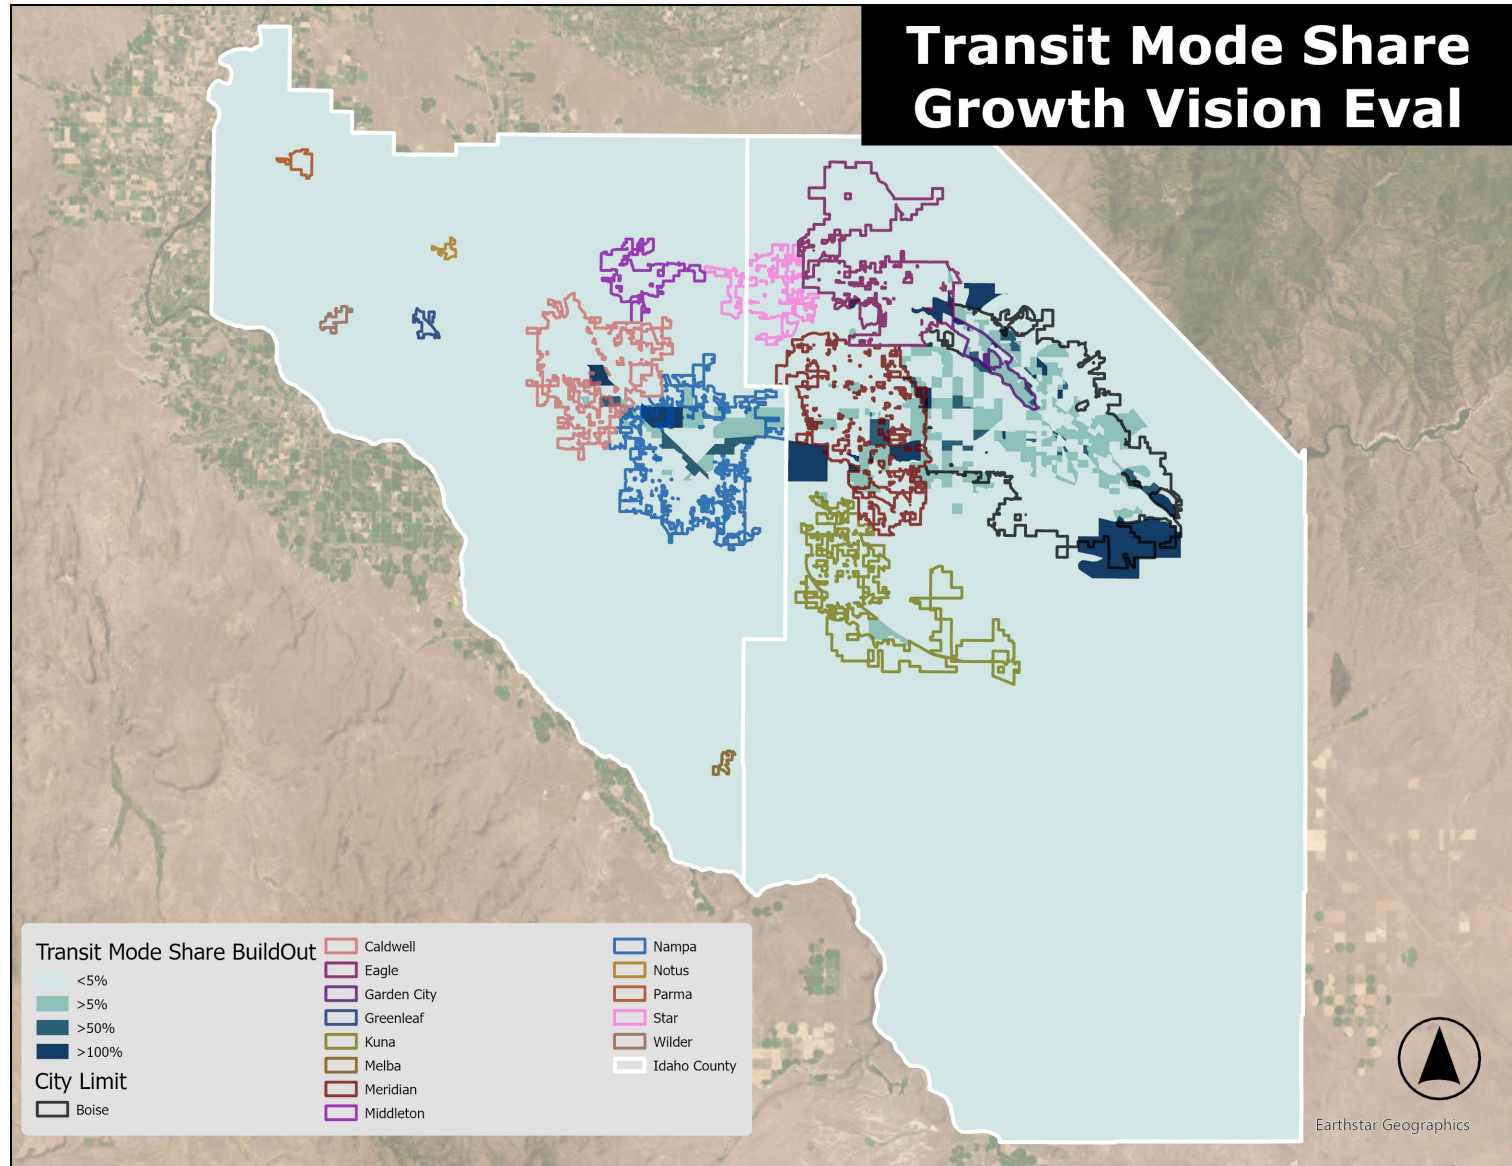 Transit Mode Share
Growth Vision Eval
Transit Mode Share BuildOut
<5%
>5%
>50%
>100%
City Limit
Boise
Caldwell
Eagle
Garden City
Greenleaf
Kuna
Melba
Meridian
Middleton
Nampa
Notus
Parma
Star
Wilder
Idaho County
Earthstar Geographics